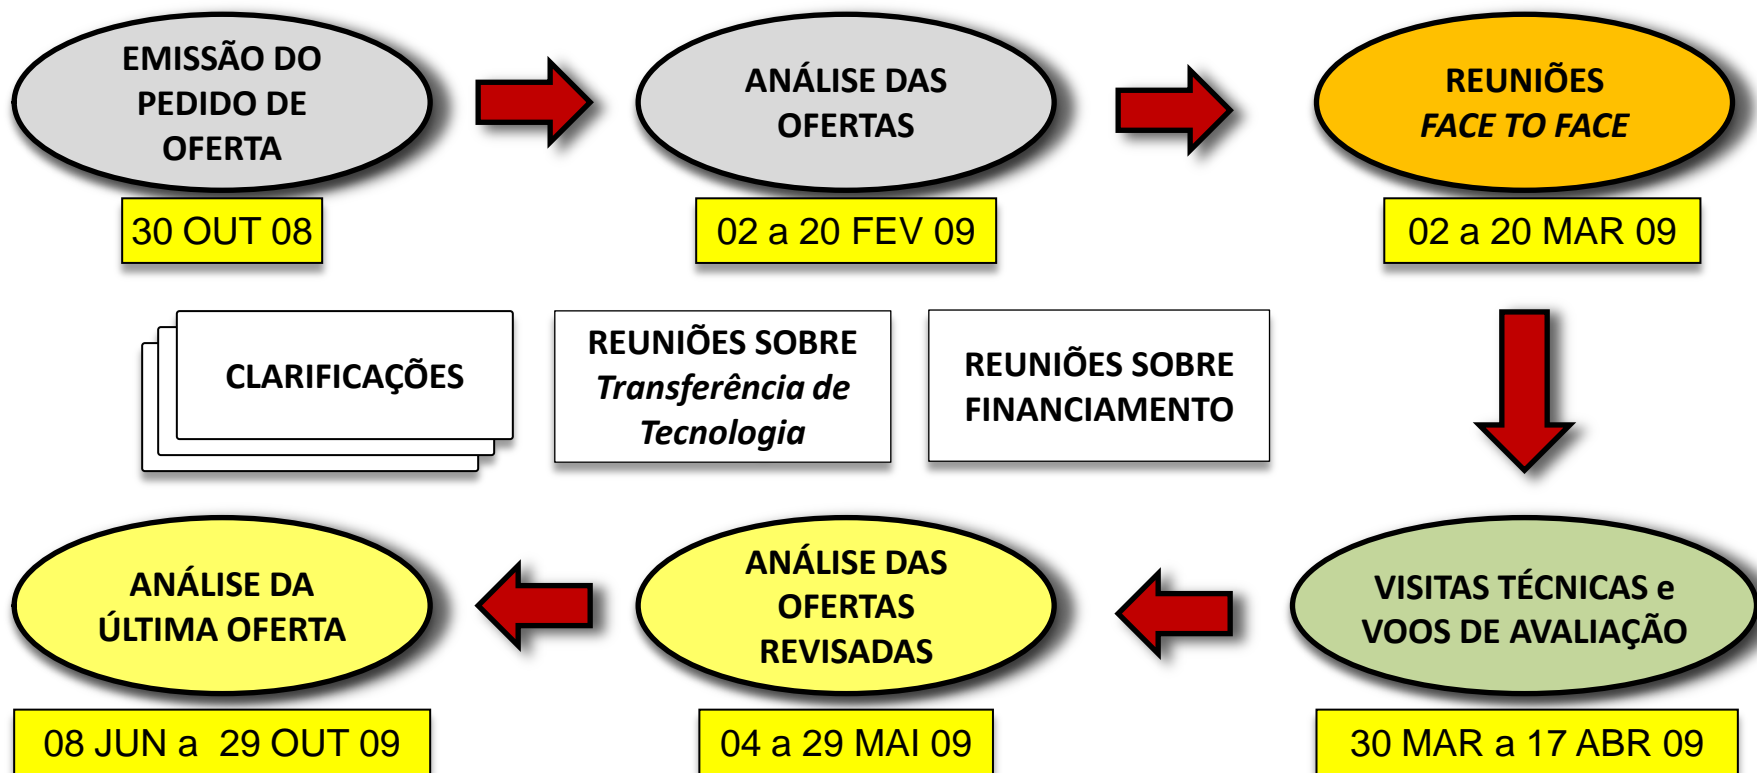 EMISSÃO DO
PEDIDO DE
OFERTA
30 OUT 08
ANÁLISE DAS
OFERTAS
02 a 20 FEV 09
REUNIÕES
FACE TO FACE
02 a 20 MAR 09
CLARIFICAÇÕES
REUNIÕES SOBRE
Transferência de
Tecnologia
REUNIÕES SOBRE
FINANCIAMENTO
VISITAS TÉCNICAS e
VOOS DE AVALIAÇÃO
30 MAR a 17 ABR 09
ANÁLISE DAS
OFERTAS
REVISADAS
04 a 29 MAI 09
ANÁLISE DA
ÚLTIMA OFERTA
08 JUN a 29 OUT 09